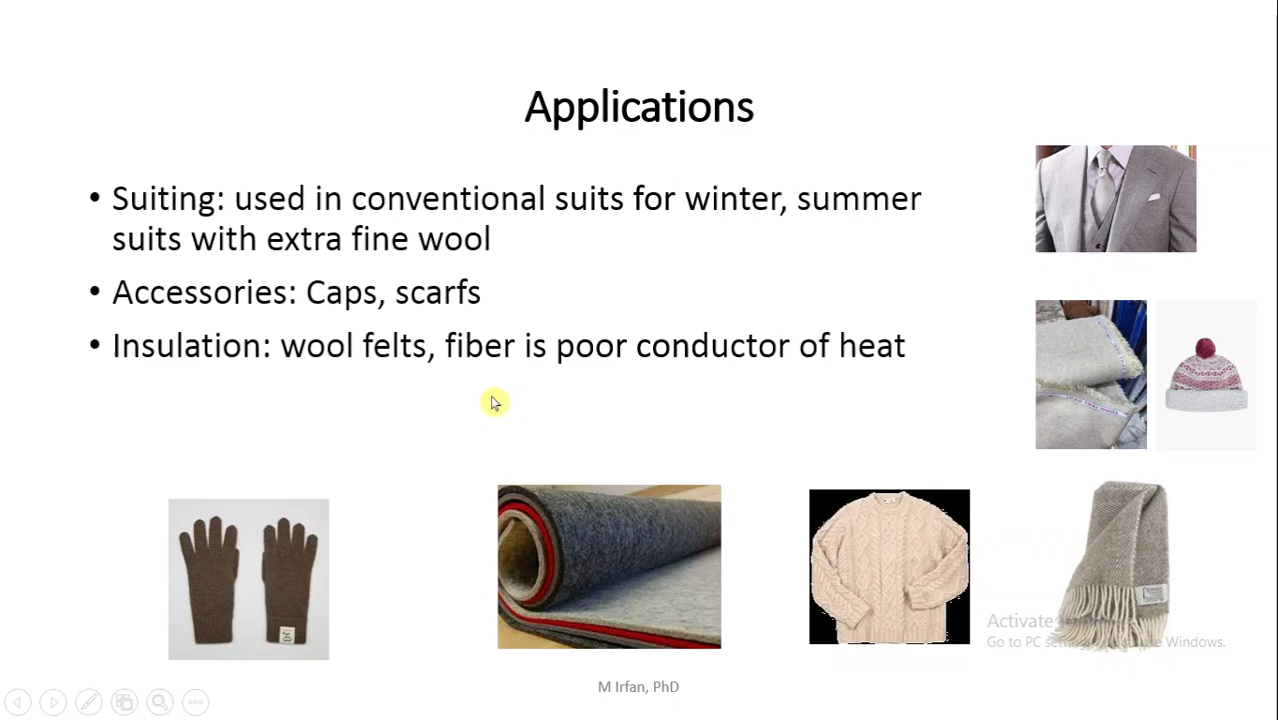 Applications
• Suiting: used in conventional suits for winter, summer
suits with extra fine wool
• Accessories: Caps, scarfs
• Insulation: wool felts, fiber is poor conductor of heat
Activate
Go to PC Windows.
M Irfan, PhD